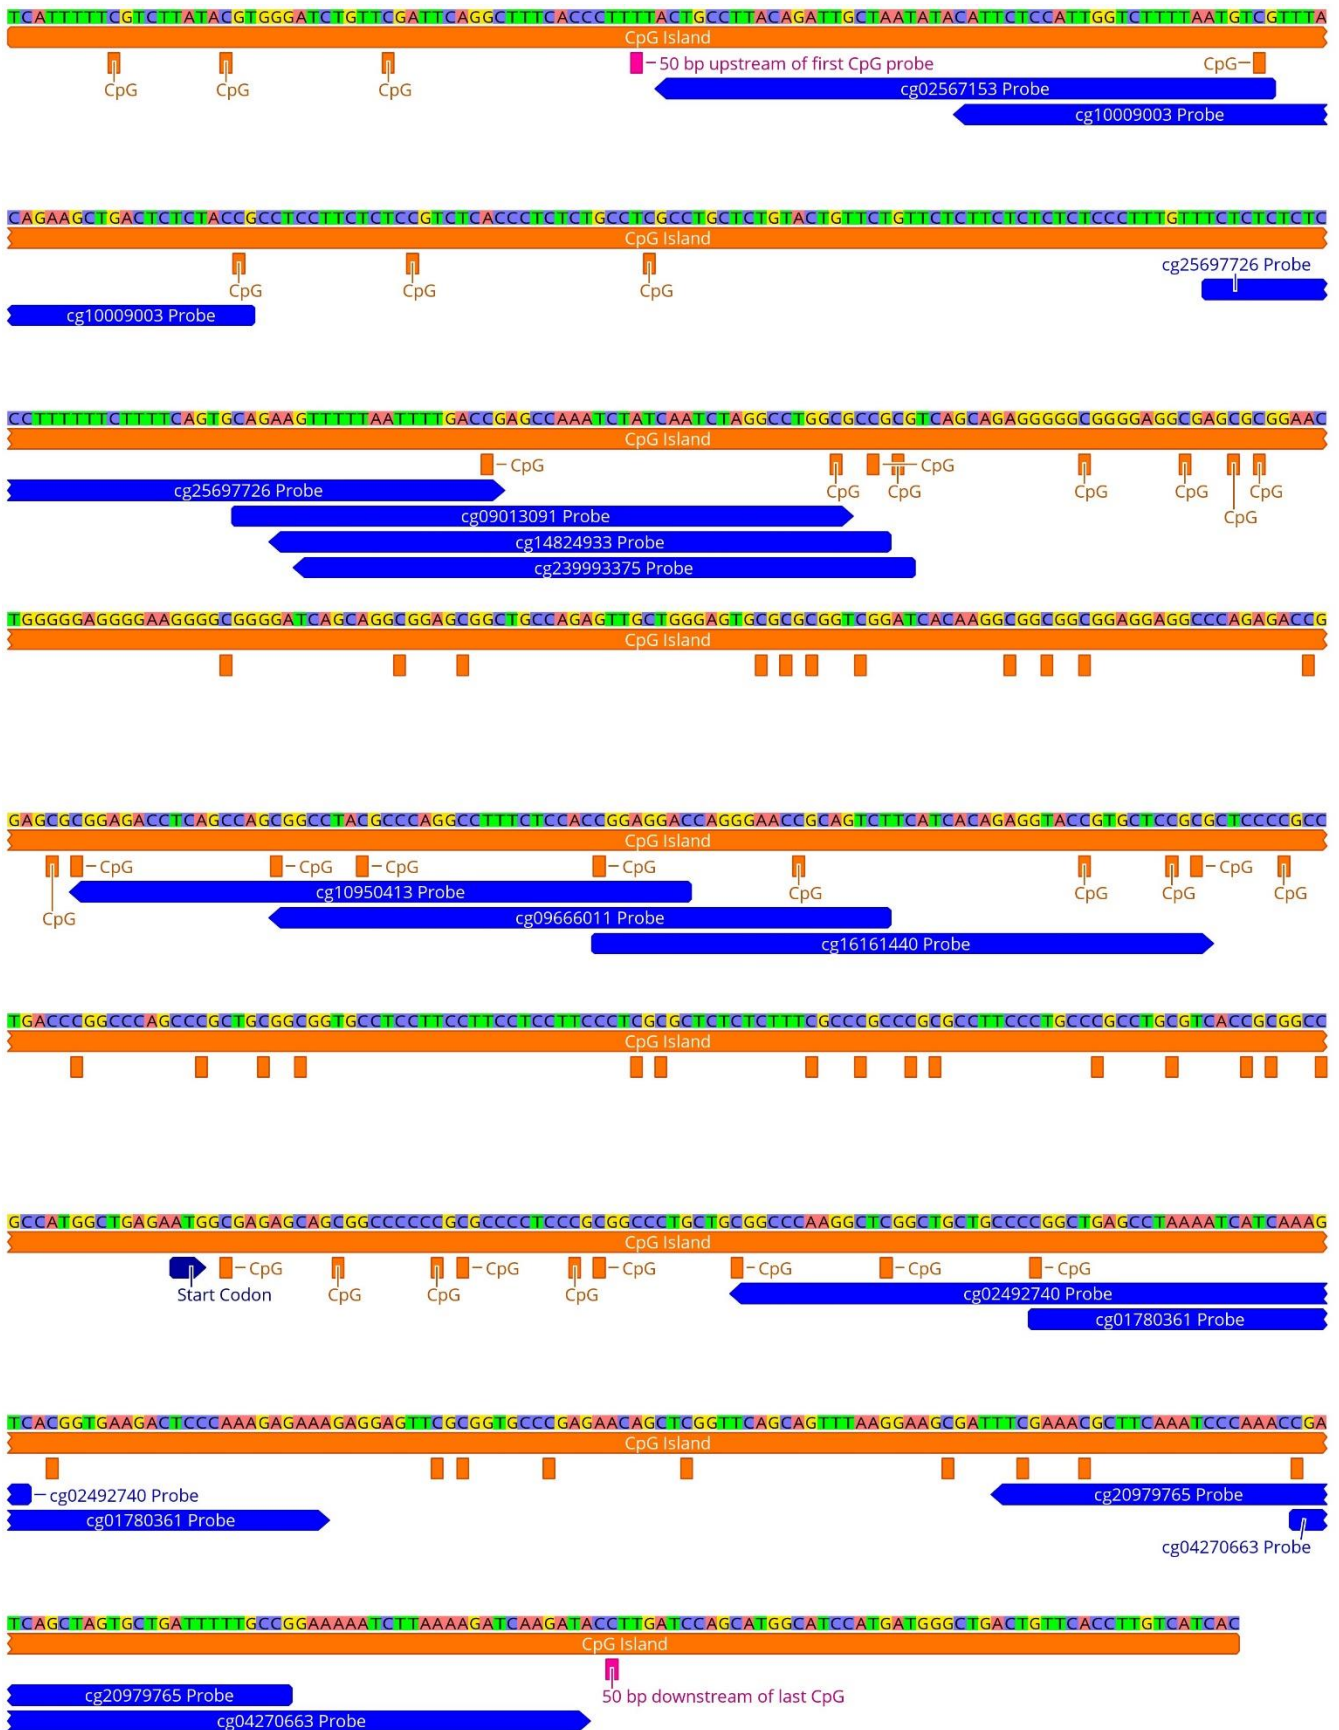 TCATTTTTCGTCTTATACGTGGGATCTGTTCGATTCAGGCTTTCACCCTTTTACTGCCTTACAGATTGCTAATATACATTCTCCATTGGTCTTTTAATGTCGTTTA
CpG Island
50 bp upstream of first CpG probe CpG
CpG CpG CpG
cg02567153 Probe
cg10009003 Probe
CAGAAGCTGACTCTCTACCGCCTCCTTCTCTCCGTCTCACCCTCTCTGCCTCGCCTGCTCTGTACTGTTCTGTTCTCTTCTCTCTCTCCCTTTGTTTCTCTCTCTC
CpG Island
cg25697726 Probe
CpG CpG CpG
cg10009003 Probe
CCTTTTTTCTTTTCAGTGCAGAAGTTTTTAATTTTGACCGAGCCAAATCTATCAATCTAGGCCTGGCGCCGCGTCAGCAGAGGGGGCGGGGAGGCGAGCGCGGAAC
CpG Island
CpG CpG
cg25697726 Probe CpG CpG CpG CpG CpG
cg09013091 Probe CpG
cg14824933 Probe
cg239993375 Probe
TGGGGGAGGGGAAGGGGCGGGGATCAGCAGGCGGAGCGGCTGCCAGAGTTGCTGGGAGTGCGCGCGGTCGGATCACAAGGCGGCGGCGGAGGAGGCCCAGAGACCG
CpG Island
GAGCGCGGAGACCTCAGCCAGCGGCCTACGCCCAGGCCTTTCTCCACCGGAGGACCAGGGAACCGCAGTCTTCATCACAGAGGTACCGTGCTCCGCGCTCCCCGCC
CpG Island
CpG CpG CpG CpG CpG
cg10950413 Probe CpG CpG CpG CpG
CpG cg09666011 Probe
cg16161440 Probe
TGACCCGGCCCAGCCCGCTGCGGCGGTGCCTCCTTCCTTCCTCCTTCCCTCGCGCTCTCTCTTTCGCCCGCCCGCGCCTTCCCTGCCCGCCTGCGTCACCGCGGCC
CpG Island
GCCATGGCTGAGAATGGCGAGAGCAGCGGCCCCCCGCGCCCCTCCCGCGGCCCTGCTGCGGCCCAAGGCTCGGCTGCTGCCCCGGCTGAGCCTAAAATCATCAAAG
CpG Island
CpG CpG CpG CpG CpG CpG
Start Codon CpG CpG CpG cg02492740 Probe
cg01780361 Probe
TCACGGTGAAGACTCCCAAAGAGAAAGAGGAGTTCGCGGTGCCCGAGAACAGCTCGGTTCAGCAGTTTAAGGAAGCGATTTCGAAACGCTTCAAATCCCAAACCGA
CpG Island
cg02492740 Probe cg20979765 Probe
cg01780361 Probe
cg04270663 Probe
TCAGCTAGTGCTGATTTTTGCCGGAAAAATCTTAAAAGATCAAGATACCTTGATCCAGCATGGCATCCATGATGGGCTGACTGTTCACCTTGTCATCAC
CpG Island
cg20979765 Probe 50 bp downstream of last CpG
cg04270663 Probe